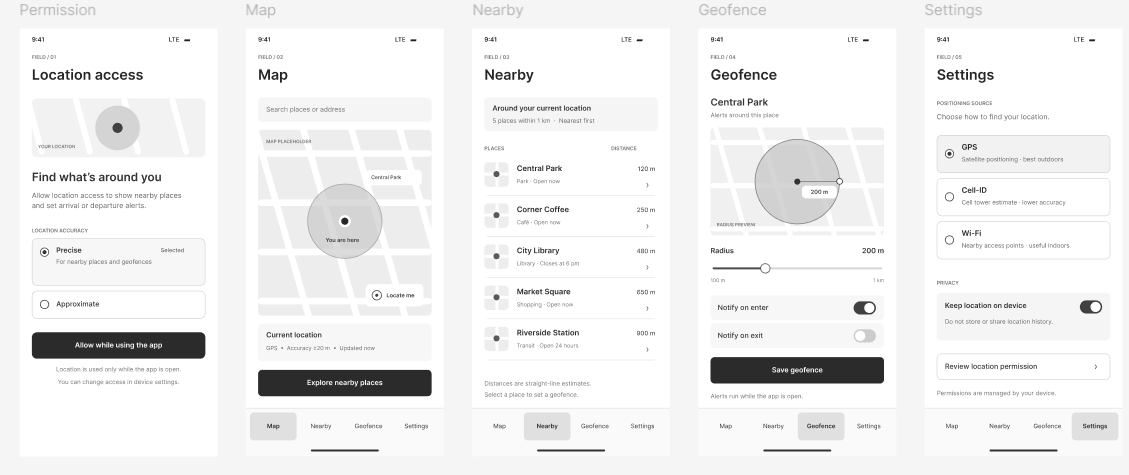 Permission
9:41
LTE
FIELD / 01
Location access
YOUR LOCATION
Find what's around you
Allow location access to show nearby places
and set arrival or departure alerts.
LOCATION ACCURACY
Precise
Selected
For nearby places and geofences
Approximate
Allow while using the app
Location is used only while the app is open.
You can change access in device settings.
Map
9:41
LTE
FIELD / 02
Map
Search places or address
MAP PLACEHOLDER
Central Park
You are here
Locate me
Current location
GPS • Accuracy ±20 m • Updated now
Explore nearby places
Map Nearby Geofence Settings
Nearby
9:41
LTE
FIELD / 03
Nearby
Around your current location
5 places within 1 km · Nearest first
PLACES DISTANCE
Central Park 120 m
Park · Open now
Corner Coffee 250 m
Café · Open now
City Library 480 m
Library · Closes at 6 pm
Market Square 650 m
Shopping · Open now
Riverside Station 900 m
Transit · Open 24 hours
Distances are straight-line estimates.
Select a place to set a geofence.
Map Nearby Geofence Settings
Geofence
9:41
LTE
FIELD / 04
Geofence
Central Park
Alerts around this place
200 m
RADIUS PREVIEW
Radius 200 m
100 m 1 km
Notify on enter
Notify on exit
Save geofence
Alerts run while the app is open.
Map Nearby Geofence Settings
Settings
9:41
LTE
FIELD / 05
Settings
POSITIONING SOURCE
Choose how to find your location.
GPS
Satellite positioning · best outdoors
Cell-ID
Cell tower estimate · lower accuracy
Wi-Fi
Nearby access points · useful indoors
PRIVACY
Keep location on device
Do not store or share location history.
Review location permission
Permissions are managed by your device.
Map Nearby Geofence Settings